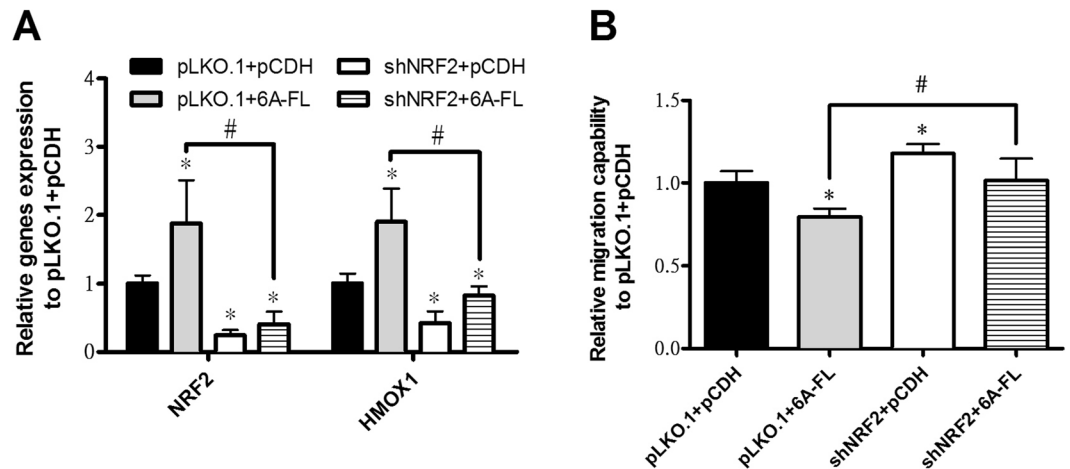 A
pLKO.1+pCDH
shNRF2+pCDH
pLKO.1+6A-FL
shNRF2+6A-FL
Relative genes expression
to pLKO.1+pCDH
4
3
2
1
0
#
#
*
*
*
*
*
*
NRF2
HMOX1
B
Relative migration capability
to pLKO.1+pCDH
1.5
1.0
0.5
0.0
#
*
*
pLKO.1+pCDH
pLKO.1+6A-FL
shNRF2+pCDH
shNRF2+6A-FL